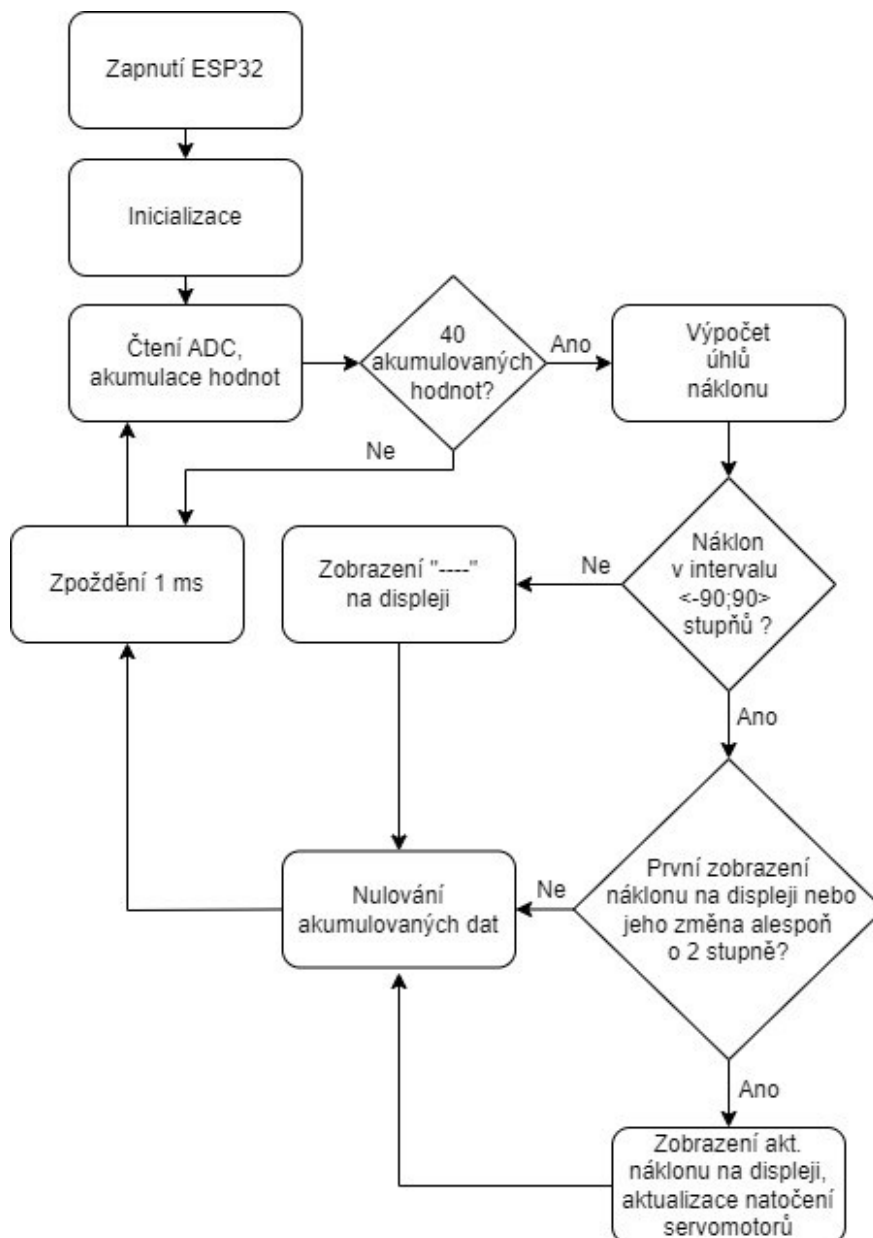 Zapnutí ESP32
Inicializace
Čtení ADC,
akumulace hodnot
40
akumulovaných
hodnot?
Ano
Výpočet
úhlů
náklonu
Ne
Zpoždění 1 ms
Zobrazení "----"
na displeji
Ne
Náklon
v intervalu
<-90;90>
stupňů ?
Ano
Nulování
akumulovaných dat
Ne
První zobrazení
náklonu na displeji nebo
jeho změna alespoň
o 2 stupně?
Ano
Zobrazení akt.
náklonu na displeji,
aktualizace natočení
servomotorů